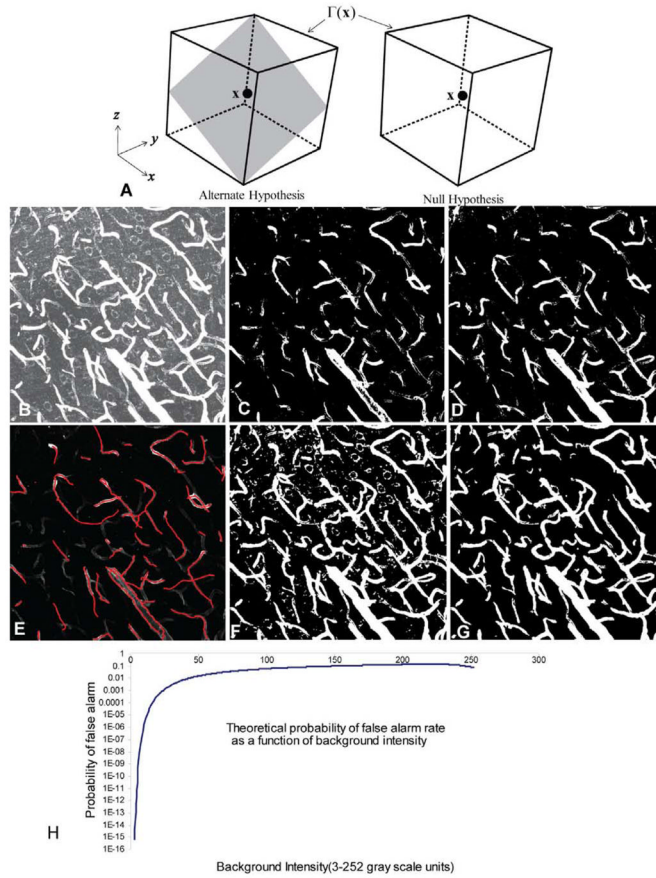 Γ(x)
x
x
z
y
x
A
Alternate Hypothesis
Null Hypothesis
B
C
D
E
F
G
0
50
100
150
200
250
300
1
0.1
0.01
0.001
0.0001
1E-05
1E-06
1E-07
1E-08
1E-09
1E-10
1E-11
1E-12
1E-13
1E-14
1E-15
1E-16
Probability of false alarm
Theoretical probability of false alarm rate
as a function of background intensity
H
Background Intensity(3-252 gray scale units)